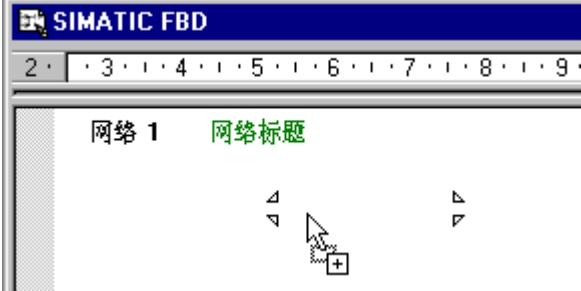 SIMATIC FBD
2 · · 3 · ı · 4 · ı · 5 · ı · 6 · ı · 7 · ı · 8 · ı · 9 ·
网络 1 网络标题